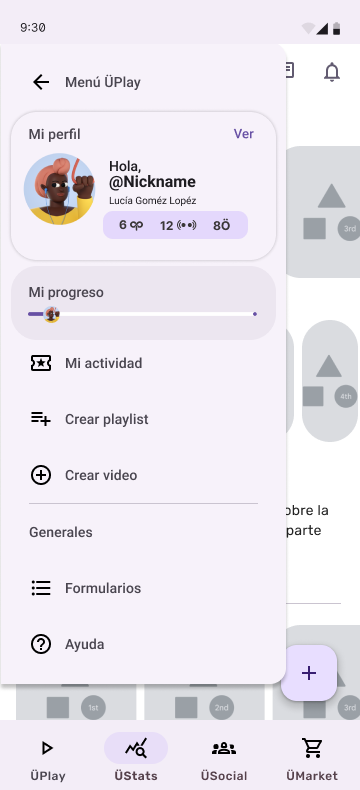 9:30
Menú ÜPlay
Mi perfil
Ver
Hola,
@Nickname
Lucía Goméz Lopéz
6
12
8Ö
3rd
Mi progreso
Mi actividad
4th
Crear playlist
Crear video
obre la
parte
Generales
Formularios
Ayuda
1st
2nd
3rd
ÜPlay
ÜStats
ÜSocial
ÜMarket